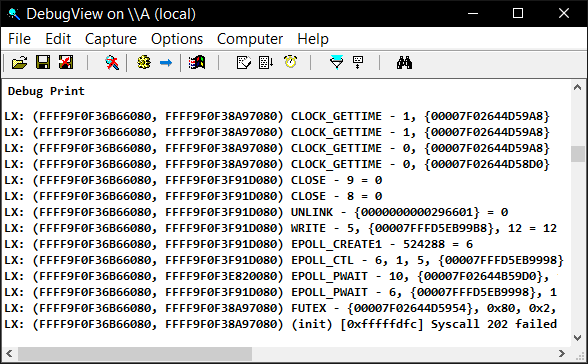 DebugView on \\A (local)
File Edit Capture Options Computer Help
Debug Print
LX: (FFFF9F0F36B66080, FFFF9F0F38A97080) CLOCK_GETTIME - 1, {00007F02644D59A8}
LX: (FFFF9F0F36B66080, FFFF9F0F38A97080) CLOCK_GETTIME - 1, {00007F02644D59A8}
LX: (FFFF9F0F36B66080, FFFF9F0F38A97080) CLOCK_GETTIME - 0, {00007F02644D59A8}
LX: (FFFF9F0F36B66080, FFFF9F0F38A97080) CLOCK_GETTIME - 0, {00007F02644D58D0}
LX: (FFFF9F0F36B66080, FFFF9F0F3F91D080) CLOSE - 9 = 0
LX: (FFFF9F0F36B66080, FFFF9F0F3F91D080) CLOSE - 8 = 0
LX: (FFFF9F0F36B66080, FFFF9F0F3F91D080) UNLINK - {0000000000296601} = 0
LX: (FFFF9F0F36B66080, FFFF9F0F3F91D080) WRITE - 5, {00007FFFD5EB99B8}, 12 = 12
LX: (FFFF9F0F36B66080, FFFF9F0F3F91D080) EPOLL_CREATE1 - 524288 = 6
LX: (FFFF9F0F36B66080, FFFF9F0F3F91D080) EPOLL_CTL - 6, 1, 5, {00007FFFD5EB9998}
LX: (FFFF9F0F36B66080, FFFF9F0F3E820080) EPOLL_PWAIT - 10, {00007F02644B59D0},
LX: (FFFF9F0F36B66080, FFFF9F0F3F91D080) EPOLL_PWAIT - 6, {00007FFFD5EB9998}, 1
LX: (FFFF9F0F36B66080, FFFF9F0F38A97080) FUTEX - {00007F02644D5954}, 0x80, 0x2,
LX: (FFFF9F0F36B66080, FFFF9F0F38A97080) (init) [0xfffffdfc] Syscall 202 failed